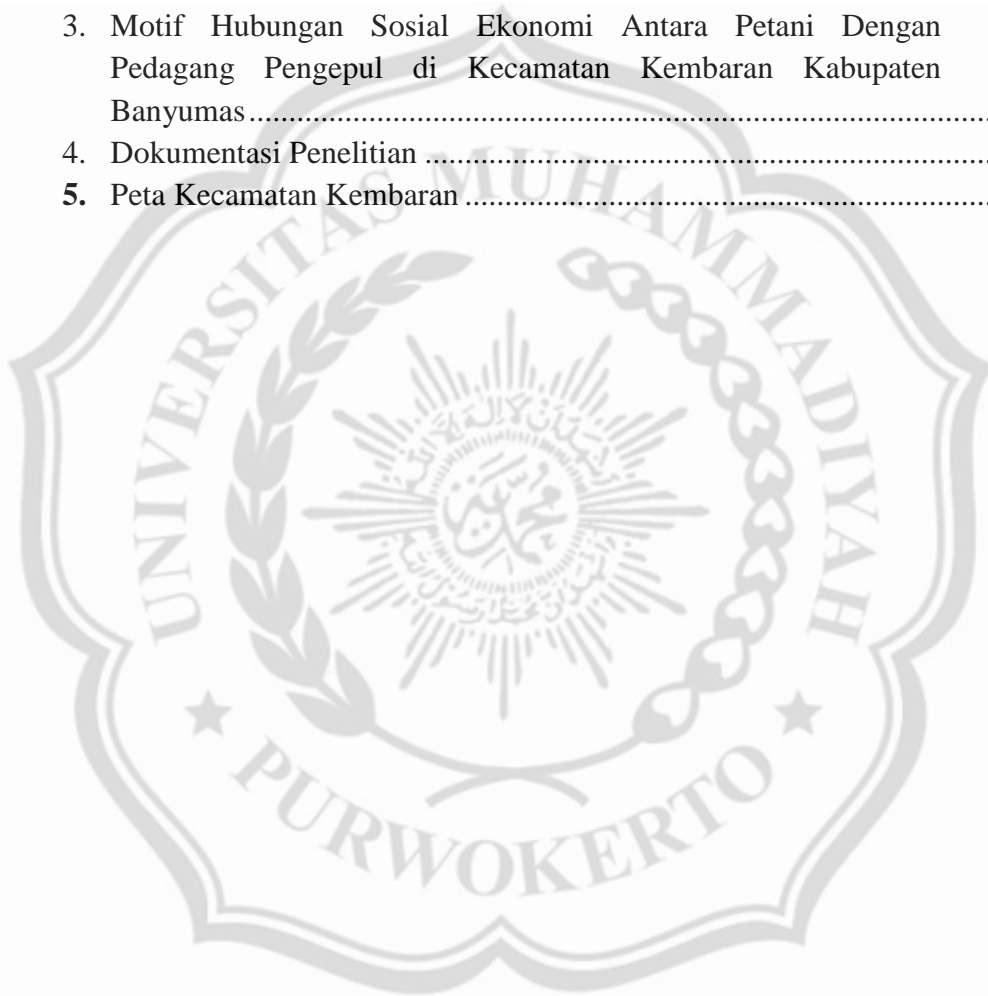 3. Motif Hubungan Sosial Ekonomi Antara Petani Dengan
Pedagang Pengepul di Kecamatan Kembaran Kabupaten
Banyumas ........................................................................................
4. Dokumentasi Penelitian ....................................................................
5. Peta Kecamatan Kembaran ..............................................................
UNIVERSITAS MUHAMMADIYAH
★ PURWOKERTO ★
محمد